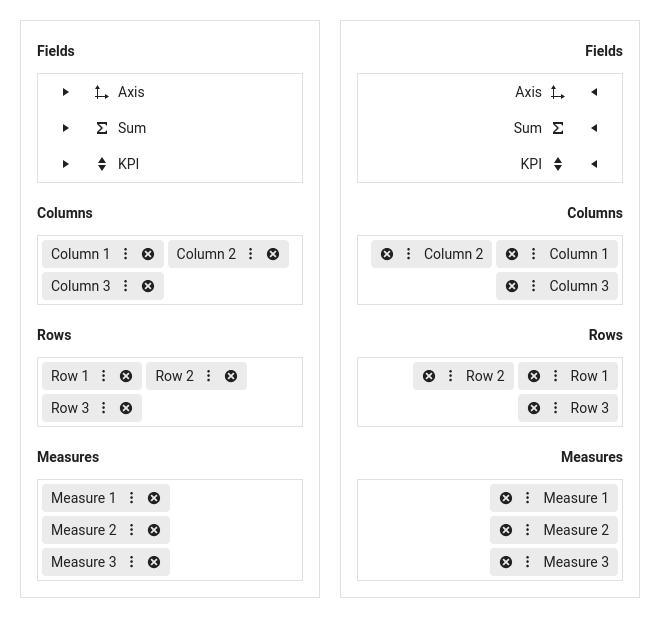 Fields
Axis
Sum
KPI
Columns
Column 1 Column 2
Column 3
Rows
Row 1 Row 2
Row 3
Measures
Measure 1
Measure 2
Measure 3
Fields
Axis
Sum
KPI
Columns
Column 2 Column 1
Column 3
Rows
Row 2 Row 1
Row 3
Measures
Measure 1
Measure 2
Measure 3